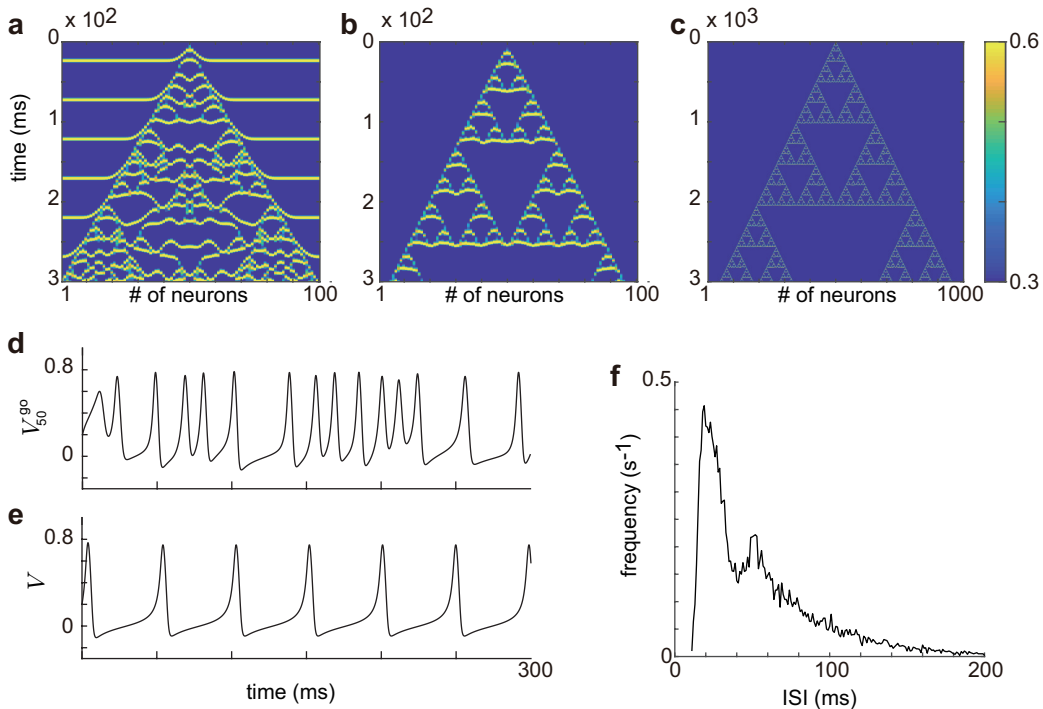 a
x 10²
b
x 10²
c
x 10³
0
1
2
3
time (ms)
1
# of neurons
100
0
1
2
3
1
# of neurons
100
0
1
2
3
1
# of neurons
1000
0.6
0.3
d
0.8
0
V₅₀ᵍᵒ
e
0.8
0
V
300
time (ms)
f
0.5
0
frequency (s⁻¹)
0
100
200
ISI (ms)